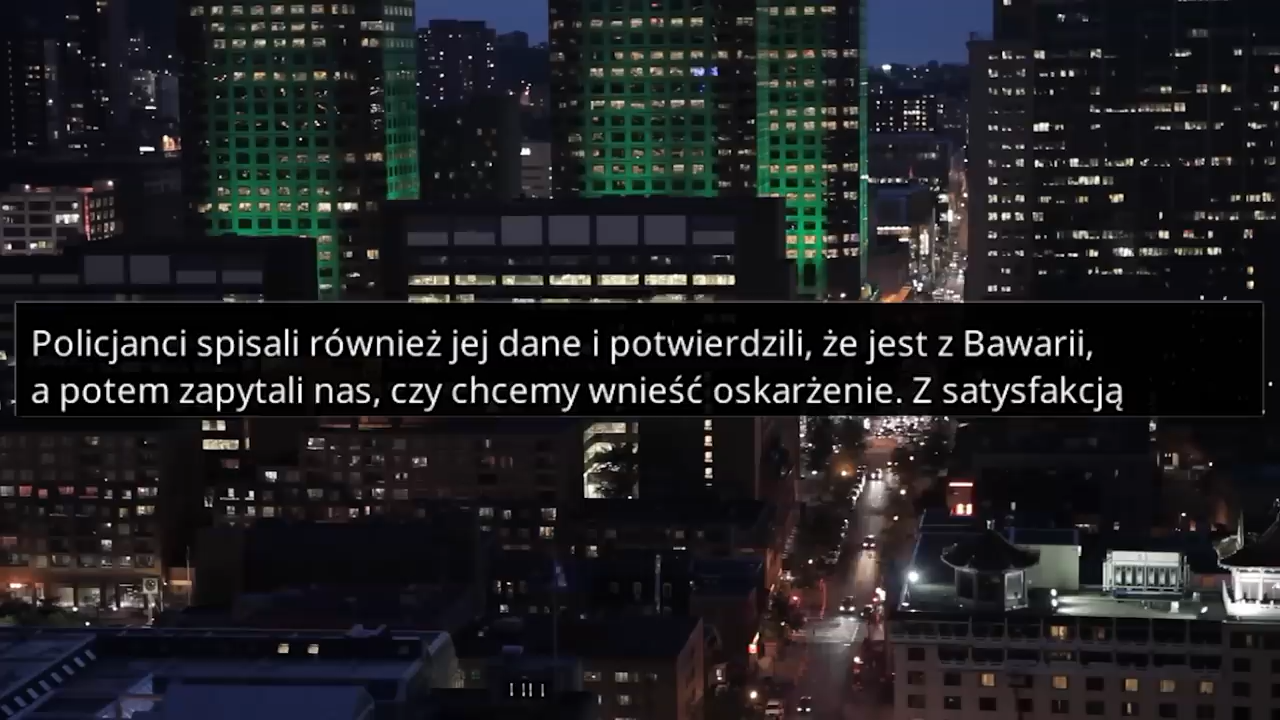 Policjanci spisali również jej dane i potwierdzili, że jest z Bawarii,
a potem zapytali nas, czy chcemy wnieść oskarżenie. Z satysfakcją